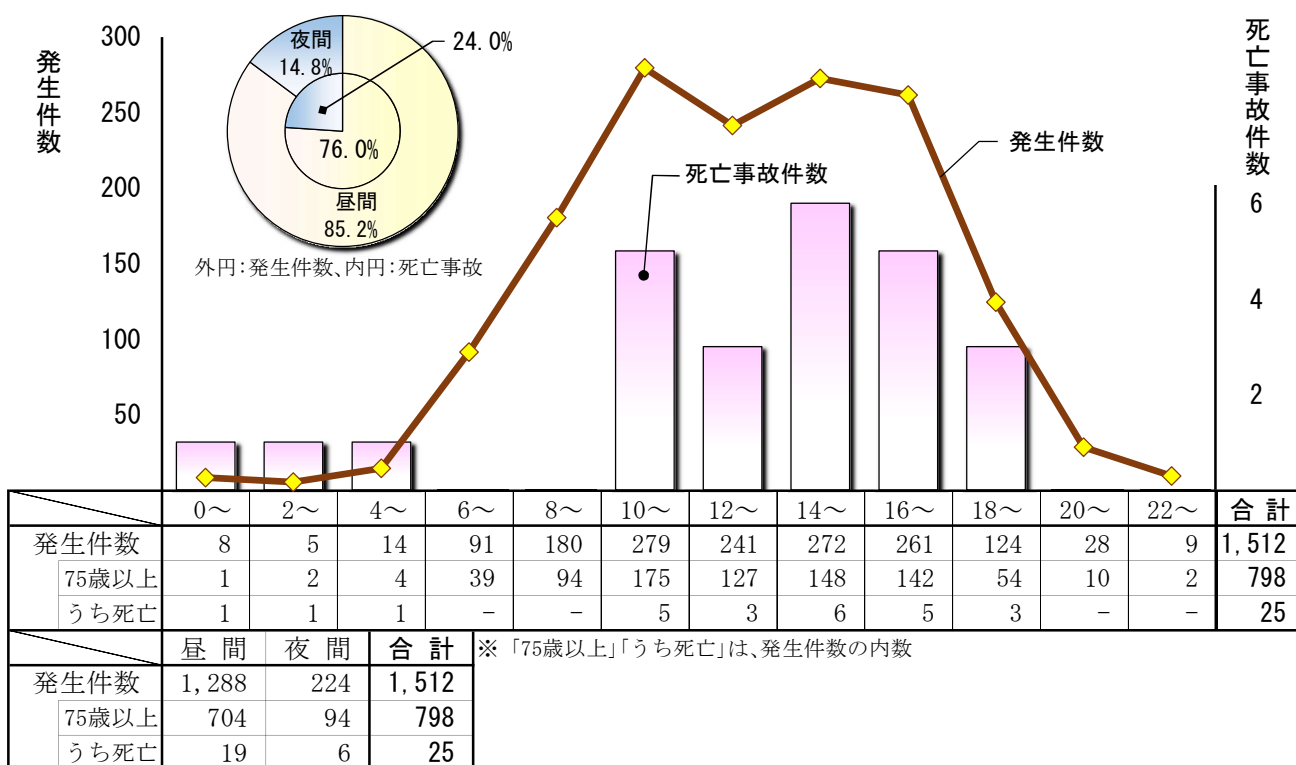 発生件数
300
250
200
150
100
50
夜間
14.8%
24.0%
76.0%
昼間
85.2%
外円:発生件数、内円:死亡事故
死亡事故件数
発生件数
死亡事故件数
6
4
2
0～ 2～ 4～ 6～ 8～ 10～ 12～ 14～ 16～ 18～ 20～ 22～ 合計
発生件数 8 5 14 91 180 279 241 272 261 124 28 9 1,512
75歳以上 1 2 4 39 94 175 127 148 142 54 10 2 798
うち死亡 1 1 1 － － 5 3 6 5 3 － － 25
昼間 夜間 合計
発生件数 1,288 224 1,512
75歳以上 704 94 798
うち死亡 19 6 25
※「75歳以上」「うち死亡」は、発生件数の内数